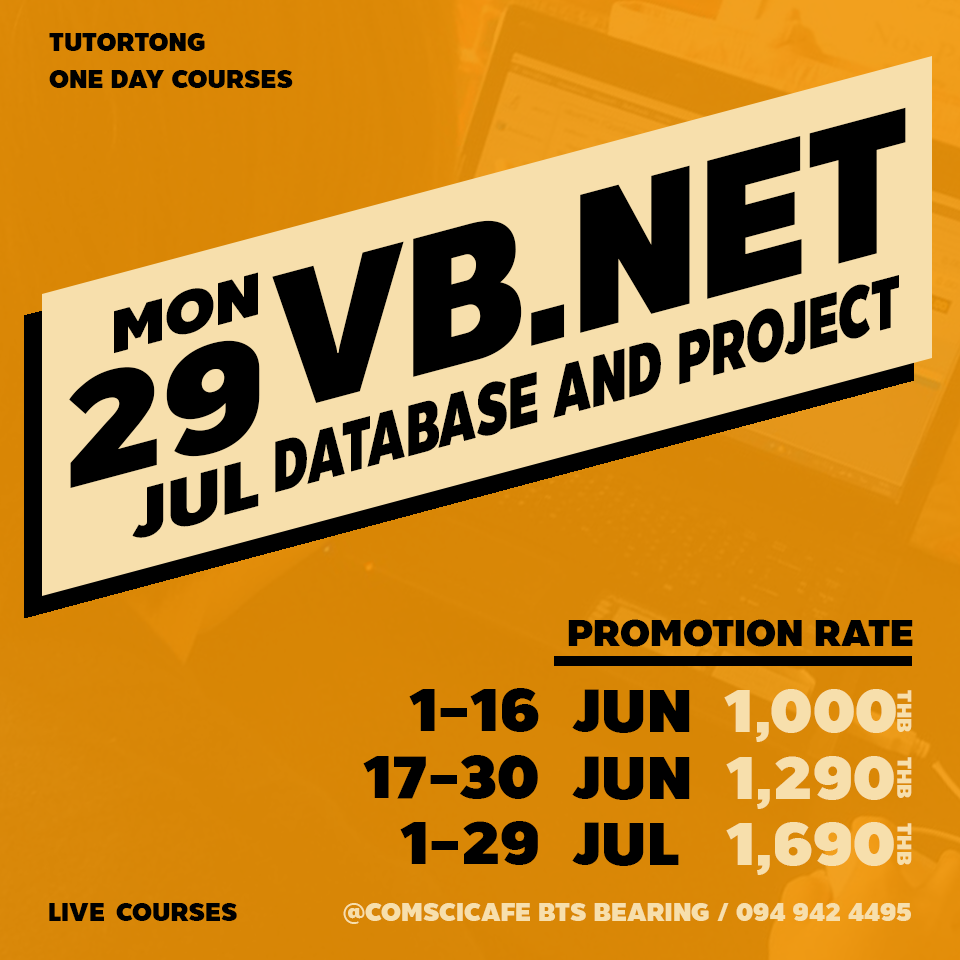 TUTORTONG
ONE DAY COURSES
MON
29
JUL
VB.NET
DATABASE AND PROJECT
PROMOTION RATE
1–16 JUN 1,000 THB
17–30 JUN 1,290 THB
1–29 JUL 1,690 THB
LIVE COURSES
@COMSCICAFE BTS BEARING / 094 942 4495